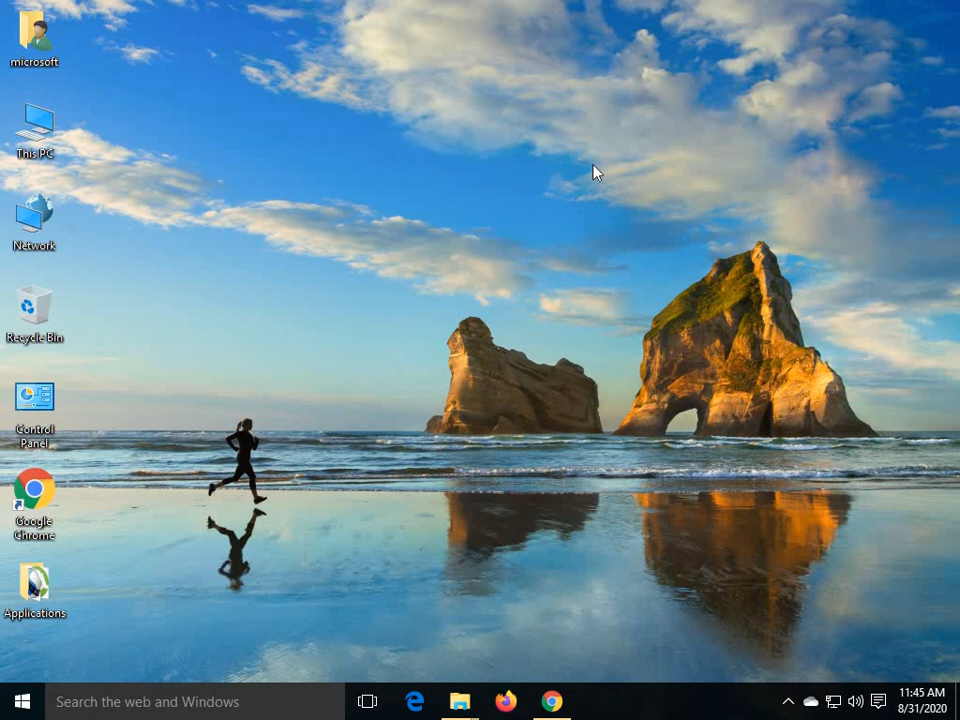 microsoft
This PC
Network
Recycle Bin
Control
Panel
Google
Chrome
Applications
Search the web and Windows
11:45 AM
8/31/2020